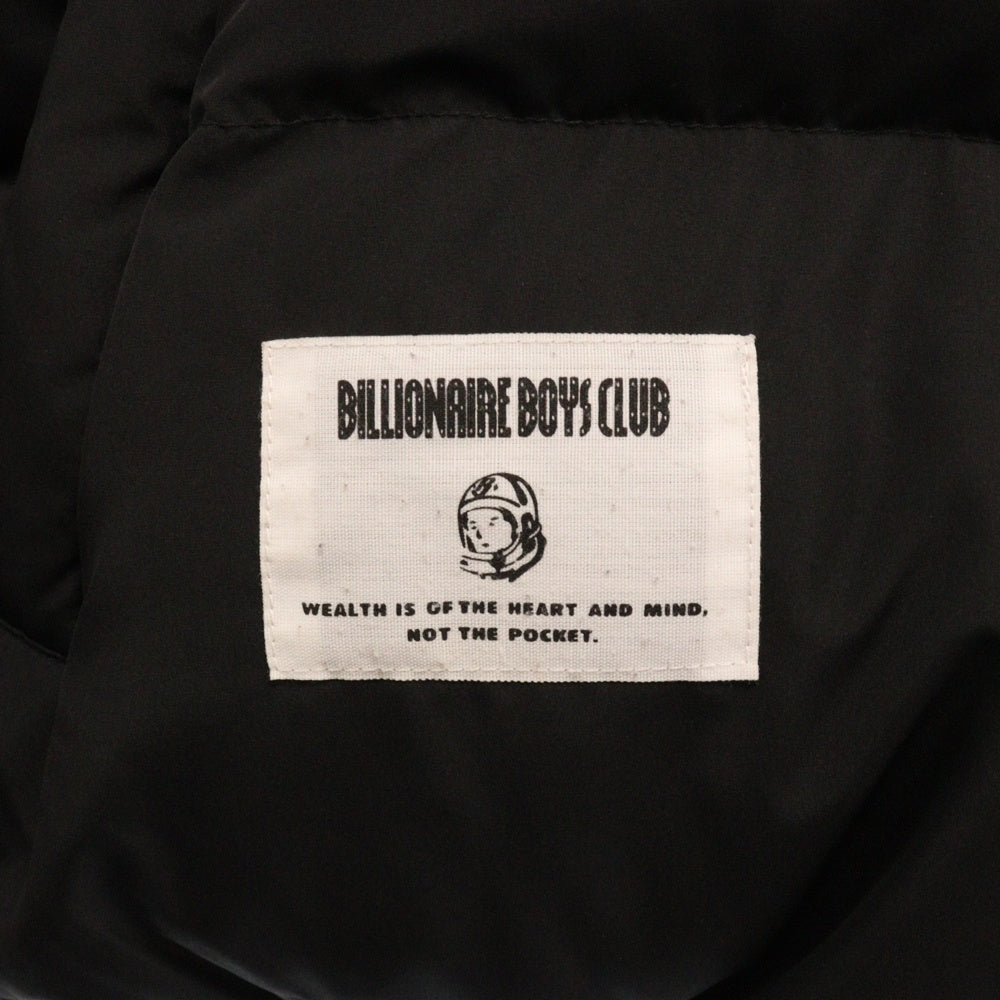 BILLIONAIRE BOYS CLUB
WEALTH IS OF THE HEART AND MIND,
NOT THE POCKET.